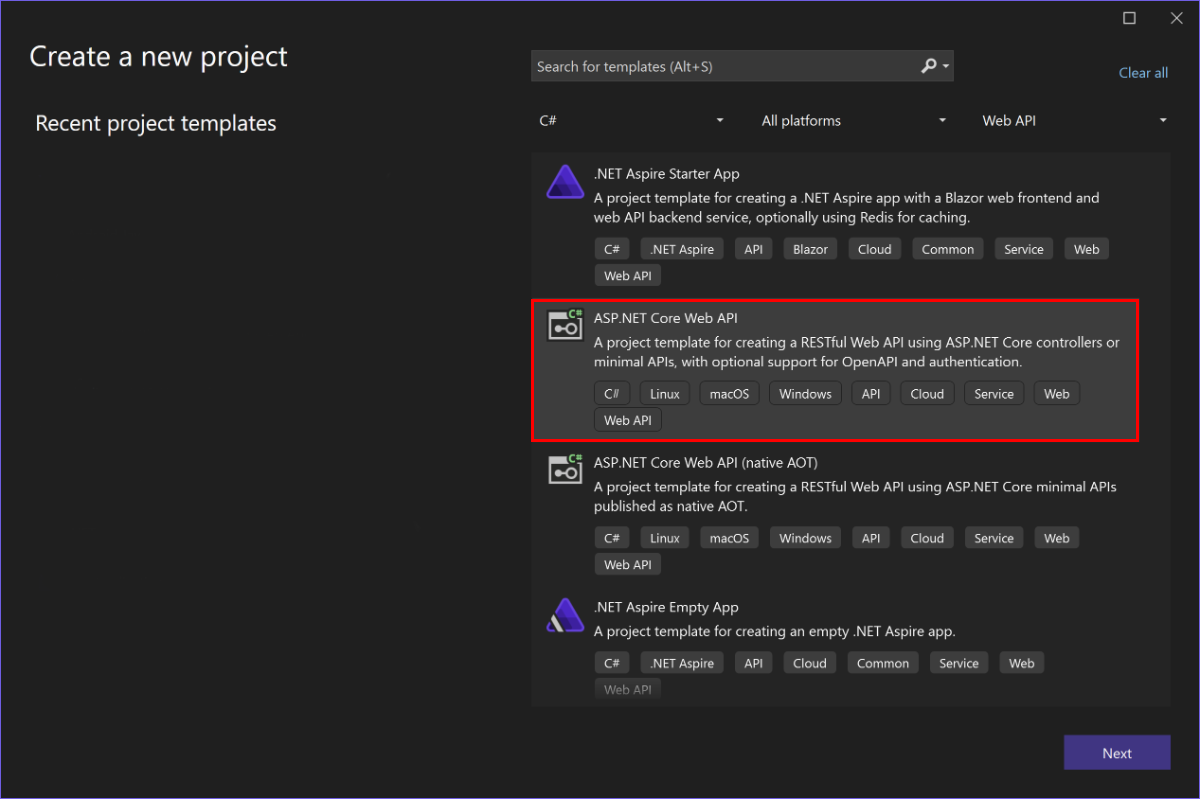 Create a new project
Search for templates (Alt+S)
Clear all
Recent project templates
C#
All platforms
Web API
.NET Aspire Starter App
A project template for creating a .NET Aspire app with a Blazor web frontend and
web API backend service, optionally using Redis for caching.
C# .NET Aspire API Blazor Cloud Common Service Web
Web API
C#
ASP.NET Core Web API
A project template for creating a RESTful Web API using ASP.NET Core controllers or
minimal APIs, with optional support for OpenAPI and authentication.
C# Linux macOS Windows API Cloud Service Web
Web API
C#
ASP.NET Core Web API (native AOT)
A project template for creating a RESTful Web API using ASP.NET Core minimal APIs
published as native AOT.
C# Linux macOS Windows API Cloud Service Web
Web API
.NET Aspire Empty App
A project template for creating an empty .NET Aspire app.
C# .NET Aspire API Cloud Common Service Web
Web API
Next